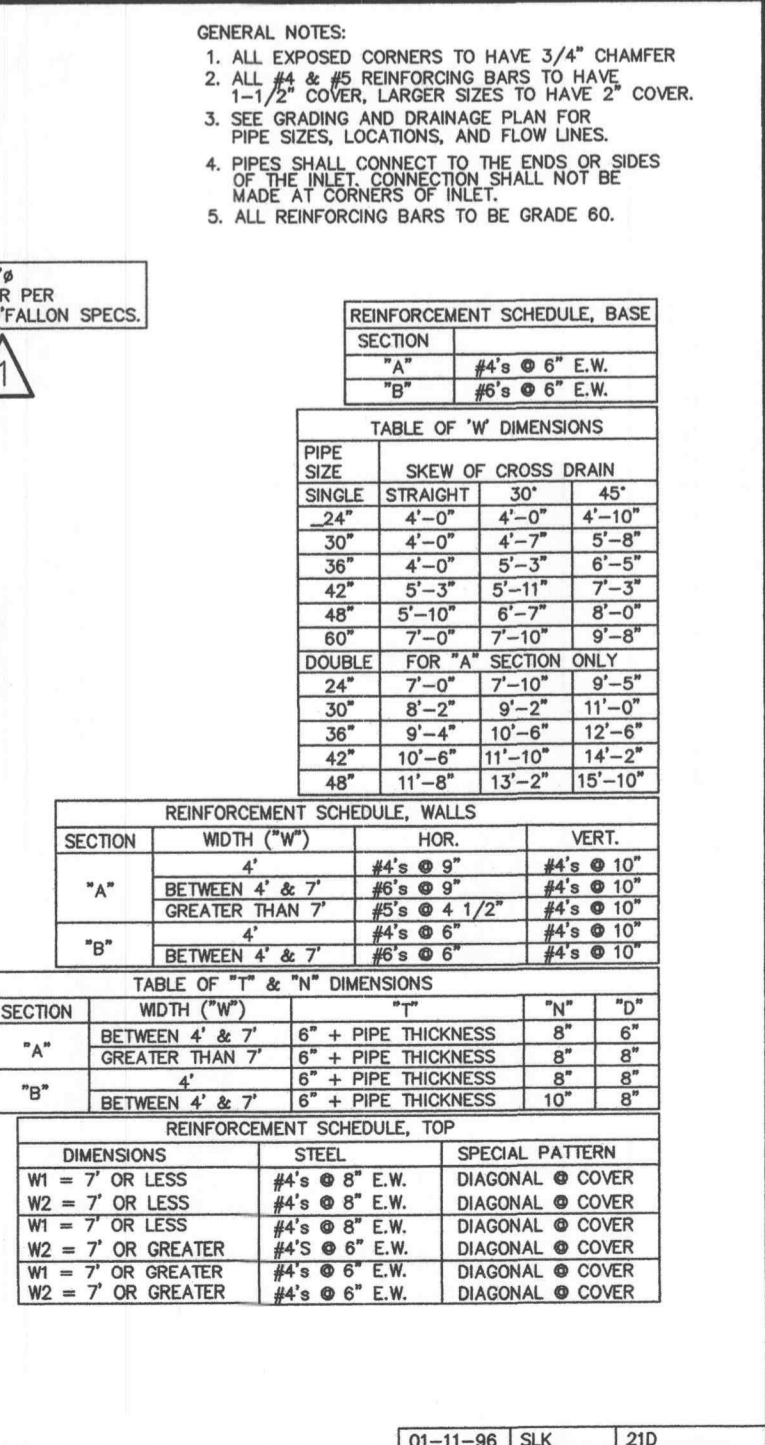 GENERAL NOTES:
1. ALL EXPOSED CORNERS TO HAVE 3/4" CHAMFER
2. ALL #4 & #5 REINFORCING BARS TO HAVE
1-1/2" COVER, LARGER SIZES TO HAVE 2" COVER.
3. SEE GRADING AND DRAINAGE PLAN FOR
PIPE SIZES, LOCATIONS, AND FLOW LINES.
4. PIPES SHALL CONNECT TO THE ENDS OR SIDES
OF THE INLET. CONNECTION SHALL NOT BE
MADE AT CORNERS OF INLET.
5. ALL REINFORCING BARS TO BE GRADE 60.
"ø
R PER
'FALLON SPECS.
1
REINFORCEMENT SCHEDULE, BASE
SECTION
"A" #4's @ 6" E.W.
"B" #6's @ 6" E.W.
TABLE OF 'W' DIMENSIONS
PIPE
SIZE SKEW OF CROSS DRAIN
SINGLE STRAIGHT 30° 45°
_24" 4'-0" 4'-0" 4'-10"
30" 4'-0" 4'-7" 5'-8"
36" 4'-0" 5'-3" 6'-5"
42" 5'-3" 5'-11" 7'-3"
48" 5'-10" 6'-7" 8'-0"
60" 7'-0" 7'-10" 9'-8"
DOUBLE FOR "A" SECTION ONLY
24" 7'-0" 7'-10" 9'-5"
30" 8'-2" 9'-2" 11'-0"
36" 9'-4" 10'-6" 12'-6"
42" 10'-6" 11'-10" 14'-2"
48" 11'-8" 13'-2" 15'-10"
REINFORCEMENT SCHEDULE, WALLS
SECTION WIDTH ("W") HOR. VERT.
4' #4's @ 9" #4's @ 10"
"A" BETWEEN 4' & 7' #6's @ 9" #4's @ 10"
GREATER THAN 7' #5's @ 4 1/2" #4's @ 10"
"B" 4' #4's @ 6" #4's @ 10"
BETWEEN 4' & 7' #6's @ 6" #4's @ 10"
TABLE OF "T" & "N" DIMENSIONS
SECTION WIDTH ("W") "T" "N" "D"
"A" BETWEEN 4' & 7' 6" + PIPE THICKNESS 8" 6"
GREATER THAN 7' 6" + PIPE THICKNESS 8" 8"
"B" 4' 6" + PIPE THICKNESS 8" 8"
BETWEEN 4' & 7' 6" + PIPE THICKNESS 10" 8"
REINFORCEMENT SCHEDULE, TOP
DIMENSIONS STEEL SPECIAL PATTERN
W1 = 7' OR LESS #4's @ 8" E.W. DIAGONAL @ COVER
W2 = 7' OR LESS #4's @ 8" E.W. DIAGONAL @ COVER
W1 = 7' OR LESS #4's @ 8" E.W. DIAGONAL @ COVER
W2 = 7' OR GREATER #4'S @ 6" E.W. DIAGONAL @ COVER
W1 = 7' OR GREATER #4's @ 6" E.W. DIAGONAL @ COVER
W2 = 7' OR GREATER #4's @ 6" E.W. DIAGONAL @ COVER
01-11-96 SLK 21D